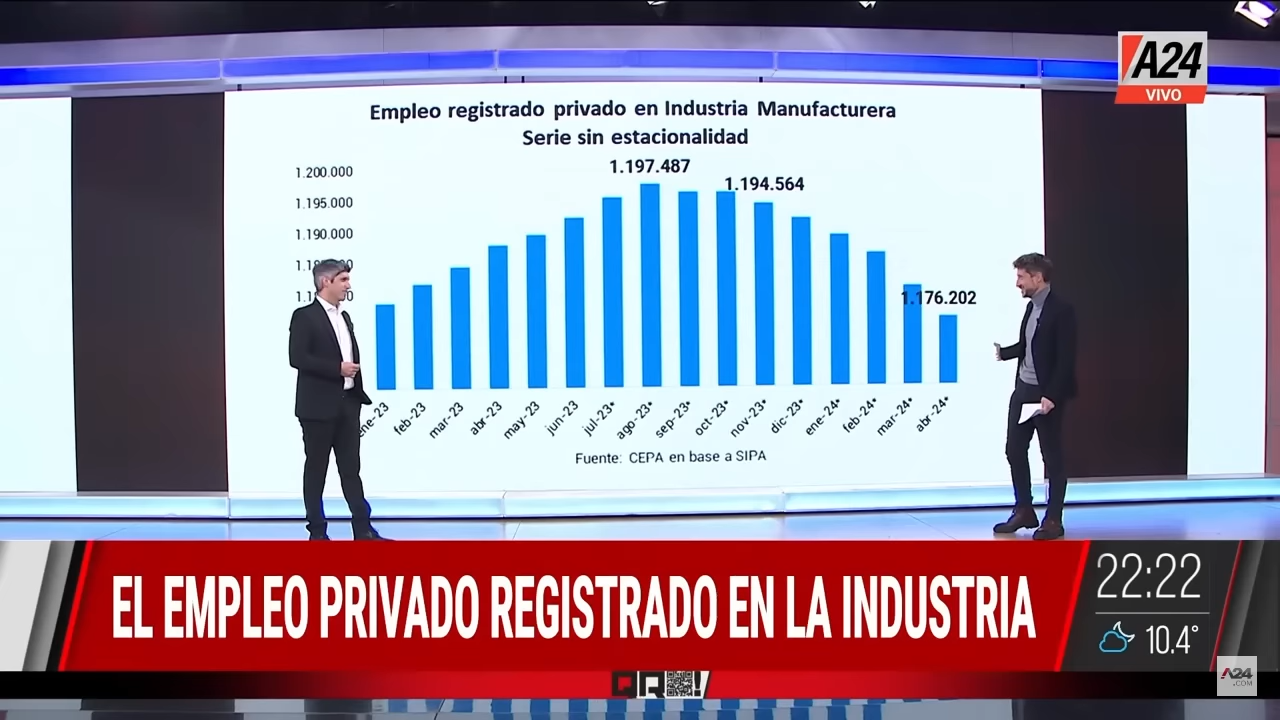 A24
VIVO
Empleo registrado privado en Industria Manufacturera
Serie sin estacionalidad
1.197.487
1.194.564
1.176.202
1.200.000
1.195.000
1.190.000
ene-23
feb-23
mar-23
abr-23
may-23
jun-23
jul-23*
ago-23*
sep-23*
oct-23*
nov-23*
dic-23*
ene-24*
feb-24*
mar-24*
abr-24*
Fuente: CEPA en base a SIPA
EL EMPLEO PRIVADO REGISTRADO EN LA INDUSTRIA
22:22
10.4°
QR!
A24
.COM